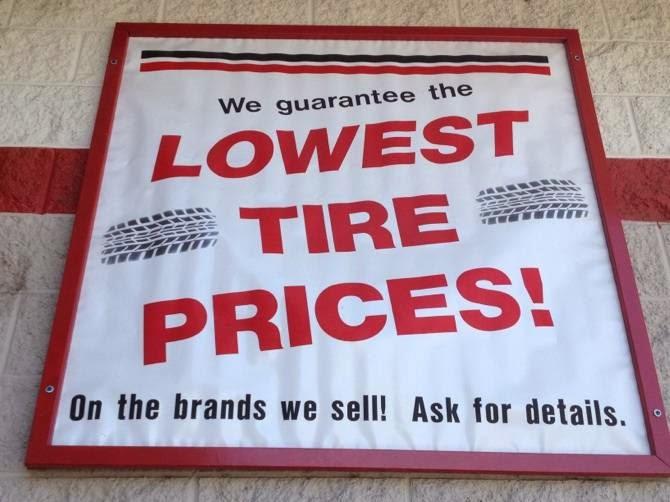 We guarantee the
LOWEST
TIRE
PRICES!
On the brands we sell! Ask for details.